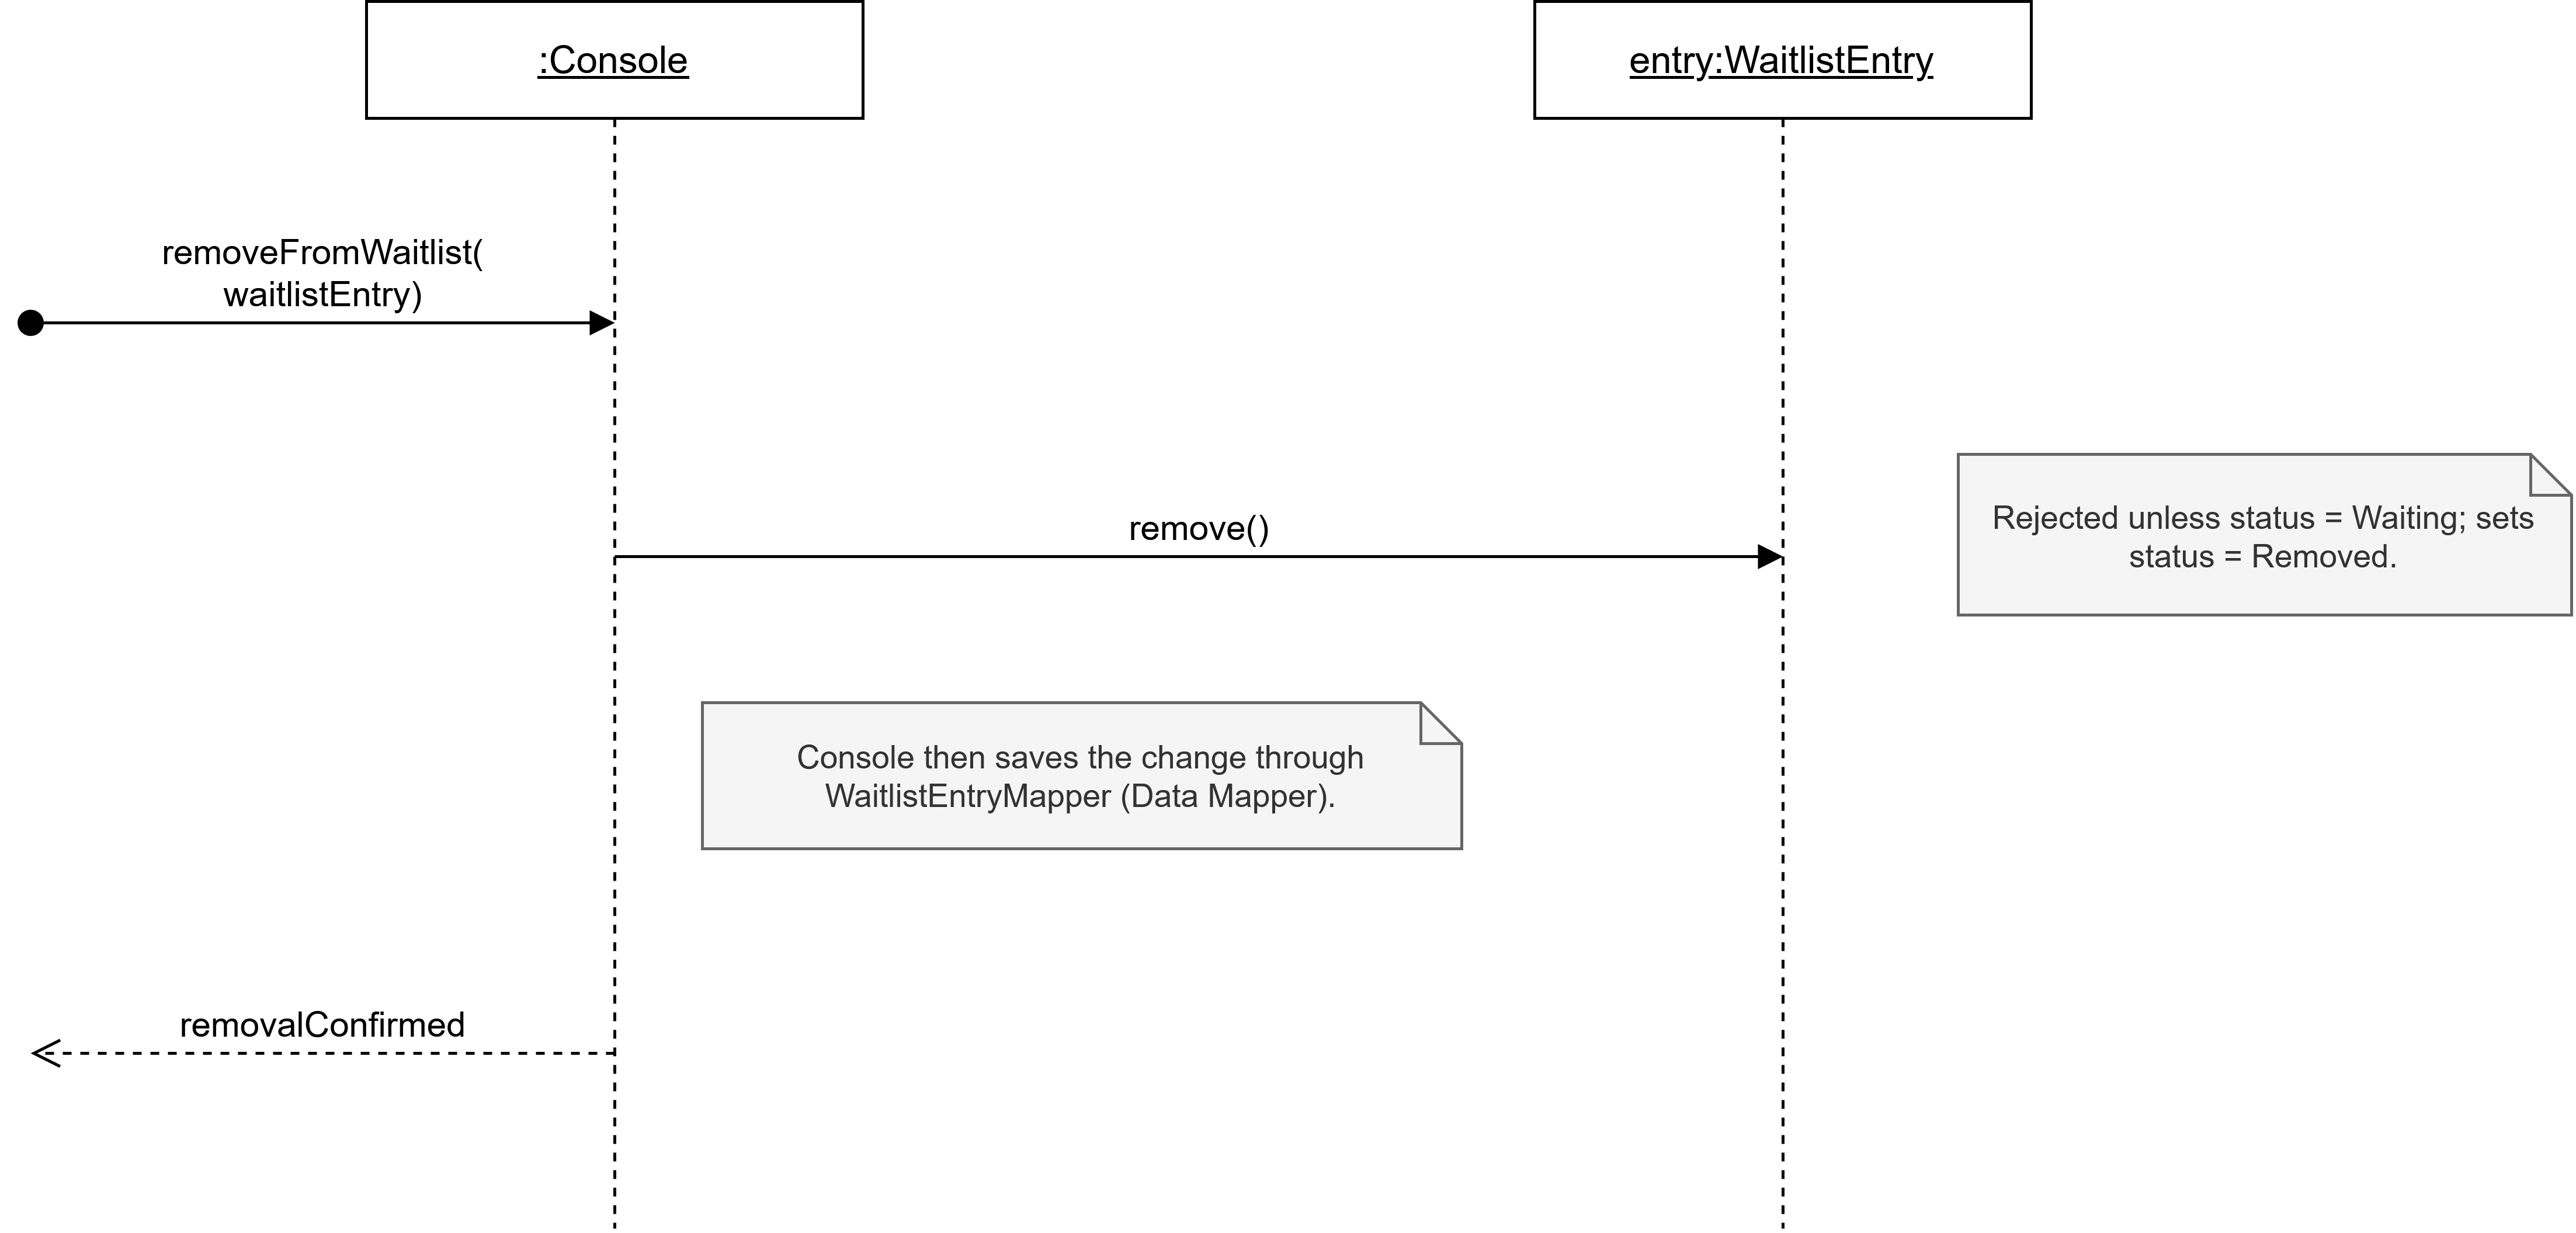 :Console
entry:WaitlistEntry
removeFromWaitlist(
waitlistEntry)
Rejected unless status = Waiting; sets
status = Removed.
remove()
Console then saves the change through
WaitlistEntryMapper (Data Mapper).
removalConfirmed